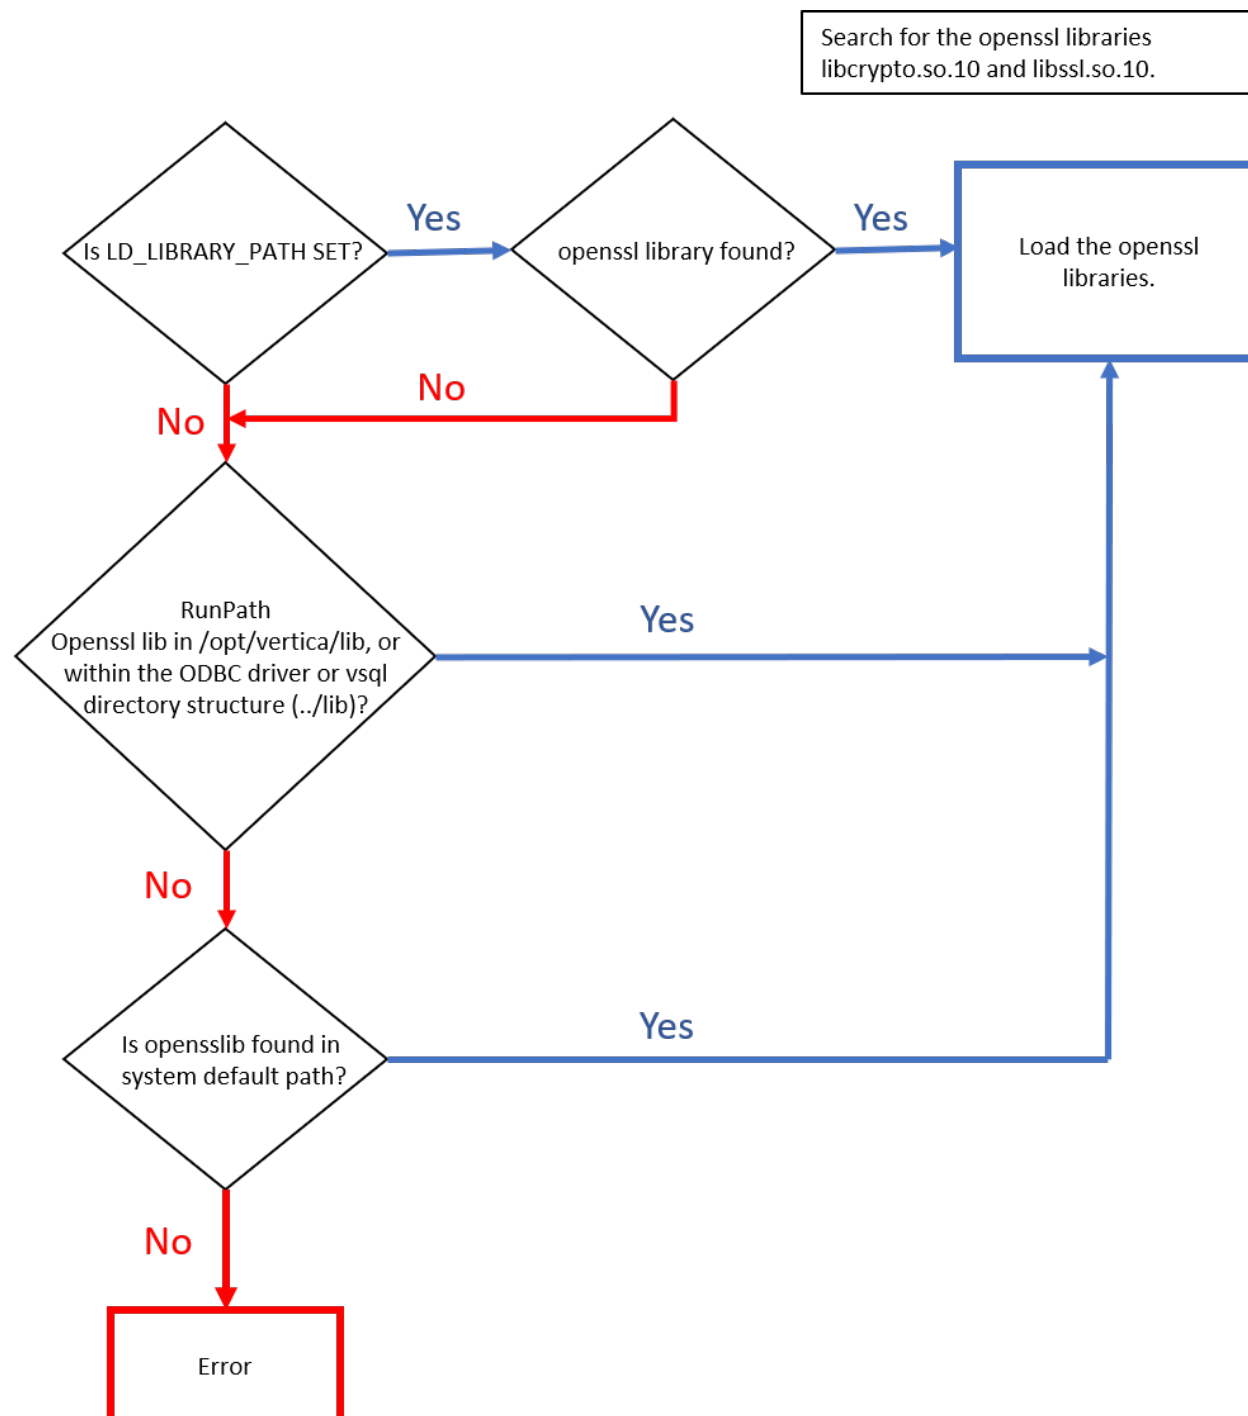 Search for the openssl libraries
libcrypto.so.10 and libssl.so.10.
Is LD_LIBRARY_PATH SET?
Yes
openssl library found?
Yes
Load the openssl
libraries.
No
No
RunPath
Openssl lib in /opt/vertica/lib, or
within the ODBC driver or vsql
directory structure (../lib)?
Yes
No
Is opensslib found in
system default path?
Yes
No
Error